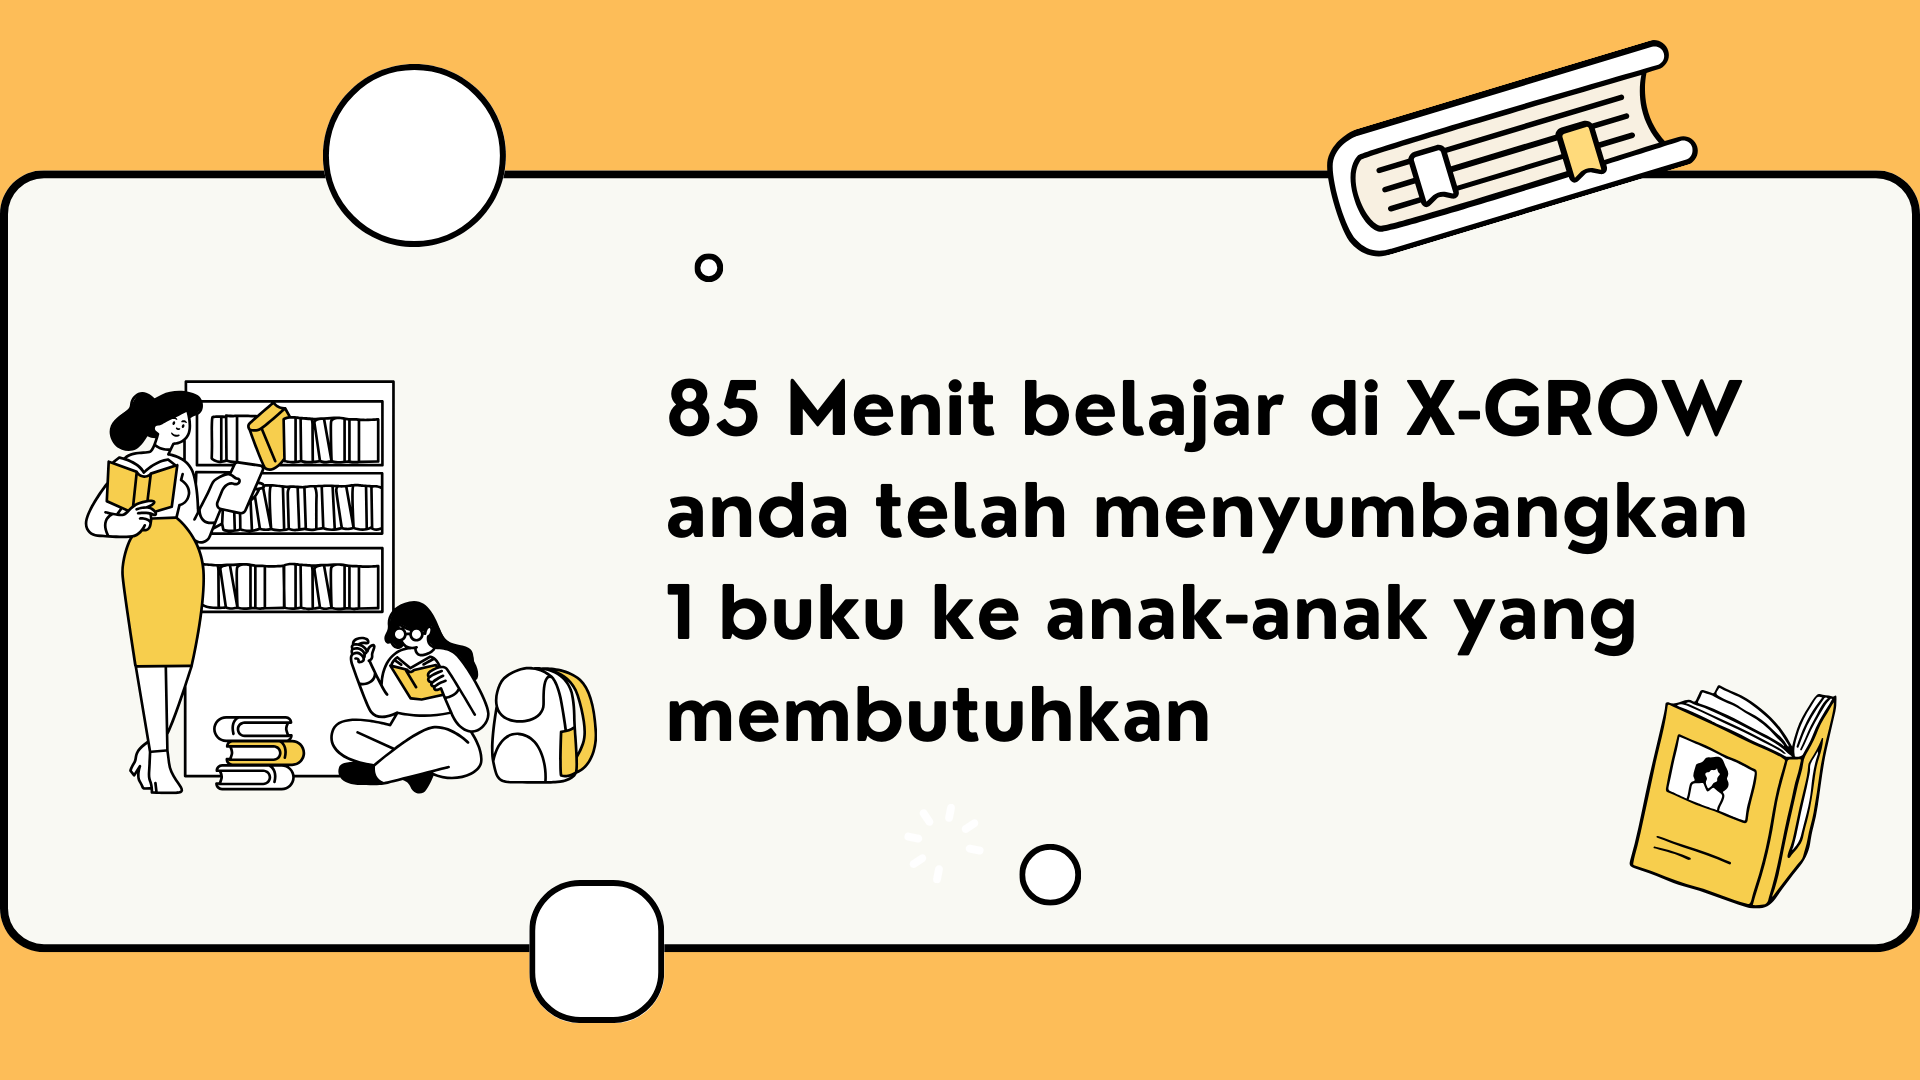 85 Menit belajar di X-GROW
anda telah menyumbangkan
1 buku ke anak-anak yang
membutuhkan